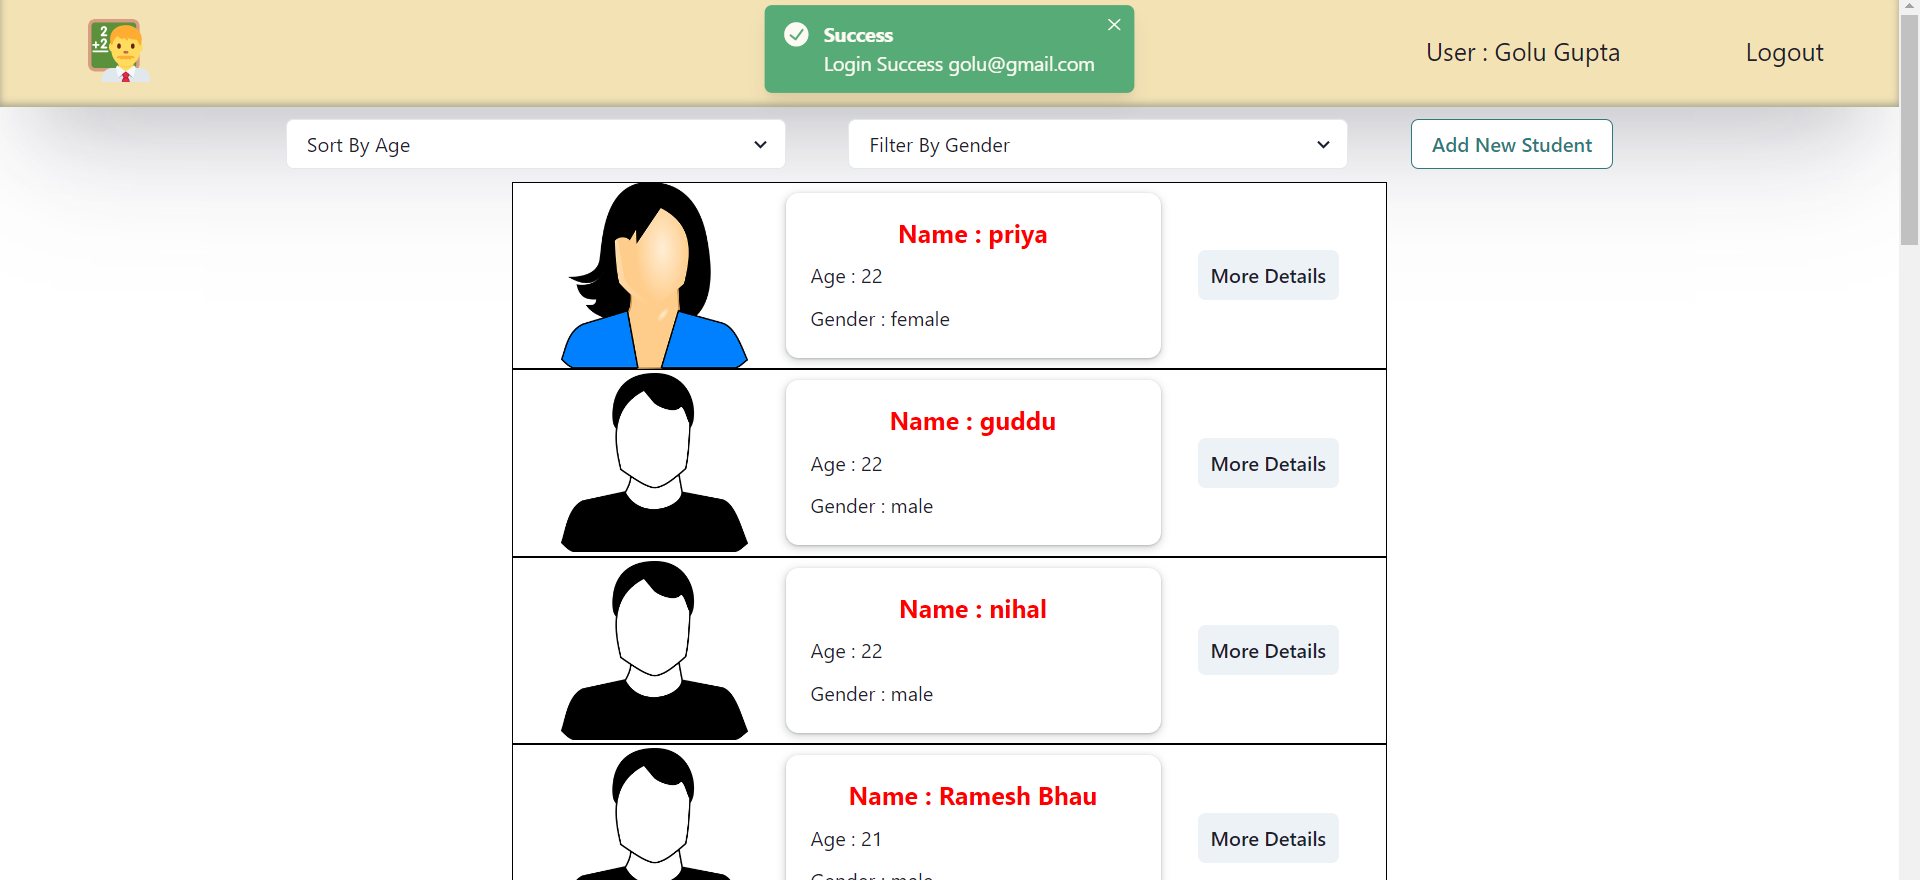 2
+2
Success
Login Success golu@gmail.com
User : Golu Gupta
Logout
Sort By Age
Filter By Gender
Add New Student
Name : priya
Age : 22
Gender : female
More Details
Name : guddu
Age : 22
Gender : male
More Details
Name : nihal
Age : 22
Gender : male
More Details
Name : Ramesh Bhau
Age : 21
Gender : male
More Details